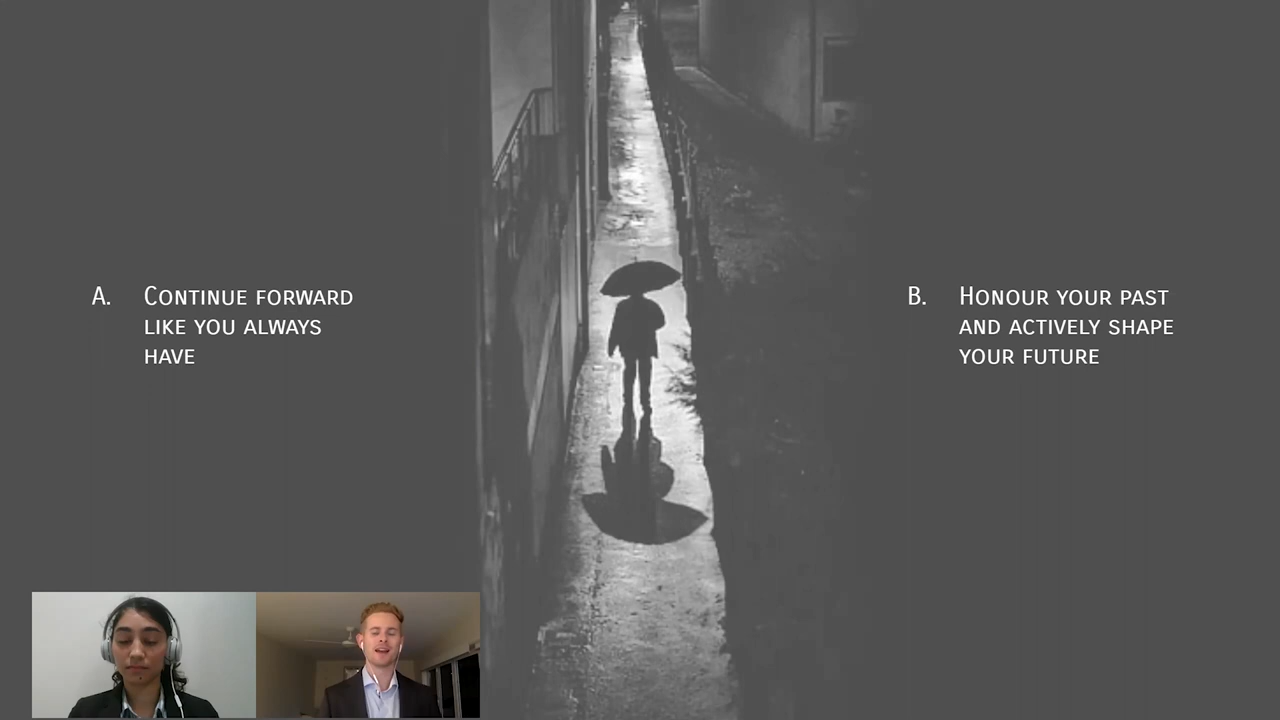 A. Continue forward
like you always
have
B. Honour your past
and actively shape
your future